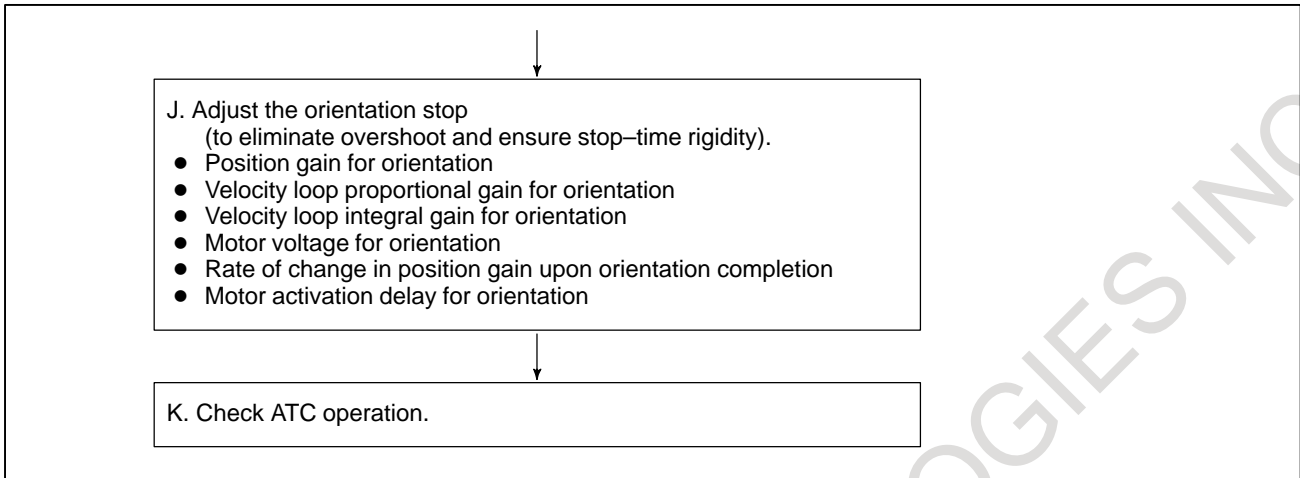 J. Adjust the orientation stop
(to eliminate overshoot and ensure stop–time rigidity).
● Position gain for orientation
● Velocity loop proportional gain for orientation
● Velocity loop integral gain for orientation
● Motor voltage for orientation
● Rate of change in position gain upon orientation completion
● Motor activation delay for orientation
K. Check ATC operation.
OGIES INC